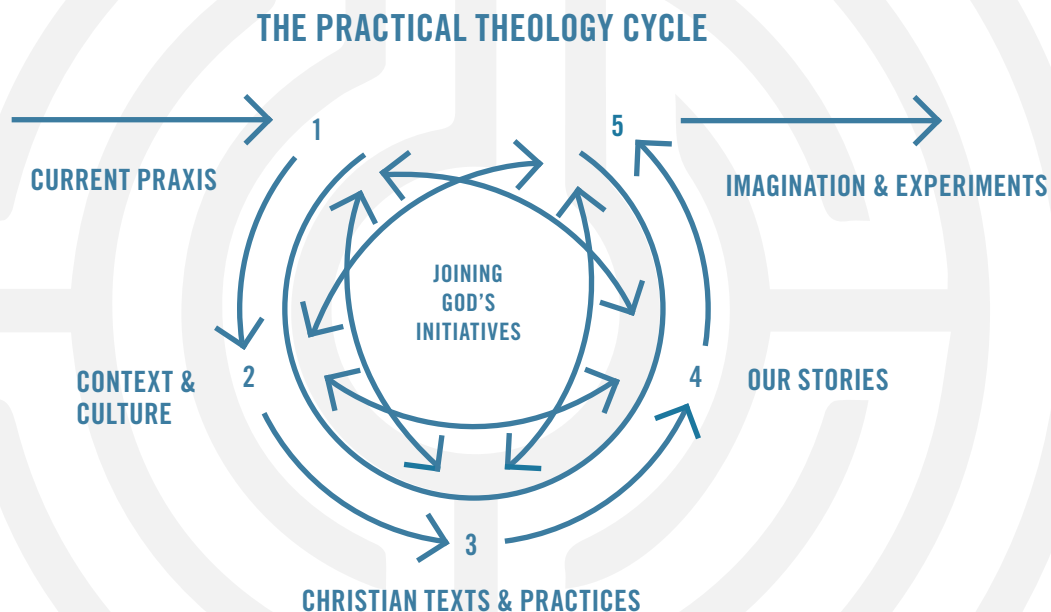 THE PRACTICAL THEOLOGY CYCLE
1
5
CURRENT PRAXIS
IMAGINATION & EXPERIMENTS
JOINING
GOD'S
INITIATIVES
CONTEXT &
CULTURE
2
4
OUR STORIES
3
CHRISTIAN TEXTS & PRACTICES